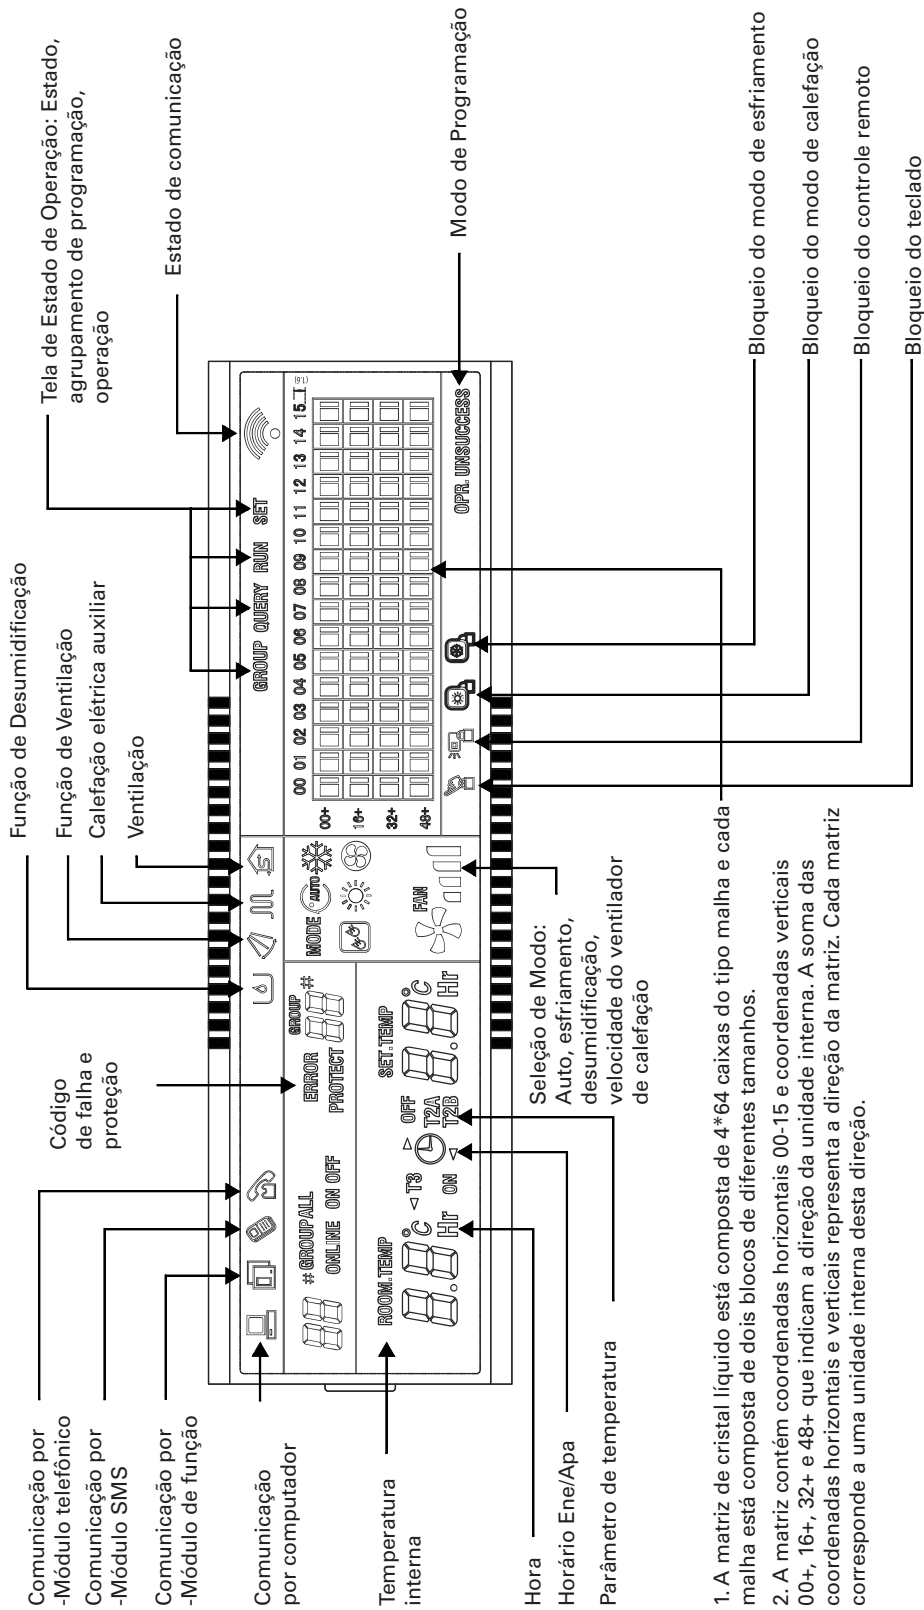 Comunicação por
-Módulo telefônico
Comunicação por
-Módulo SMS
Comunicação por
-Módulo de função
Comunicação
por computador
Temperatura
interna
Hora
Horário Ene/Apa
Parâmetro de temperatura
Código
de falha e
proteção
Função de Desumidificação
Função de Ventilação
Calefação elétrica auxiliar
Ventilação
Tela de Estado de Operação: Estado,
agrupamento de programação,
operação
Estado de comunicação
Modo de Programação
Bloqueio do modo de esfriamento
Bloqueio do modo de calefação
Bloqueio do controle remoto
Bloqueio do teclado
Seleção de Modo:
Auto, esfriamento,
desumidificação,
velocidade do ventilador
de calefação
# GROUP ALL
ONLINE ON OFF
ERROR
PROTECT
GROUP
#
ROOM.TEMP
88.8 °C
Hr
T3
ON
OFF
T2A
T2B
SET.TEMP
88.8 °C
Hr
MODE
AUTO
FAN
GROUP QUERY RUN SET
00 01 02 03 04 05 06 07 08 09 10 11 12 13 14 15
(1.6)
00+
16+
32+
48+
OPR. UNSUCCESS
1. A matriz de cristal líquido está composta de 4*64 caixas do tipo malha e cada
malha está composta de dois blocos de diferentes tamanhos.
2. A matriz contém coordenadas horizontais 00-15 e coordenadas verticais
00+, 16+, 32+ e 48+ que indicam a direção da unidade interna. A soma das
coordenadas horizontais e verticais representa a direção da matriz. Cada matriz
corresponde a uma unidade interna desta direção.